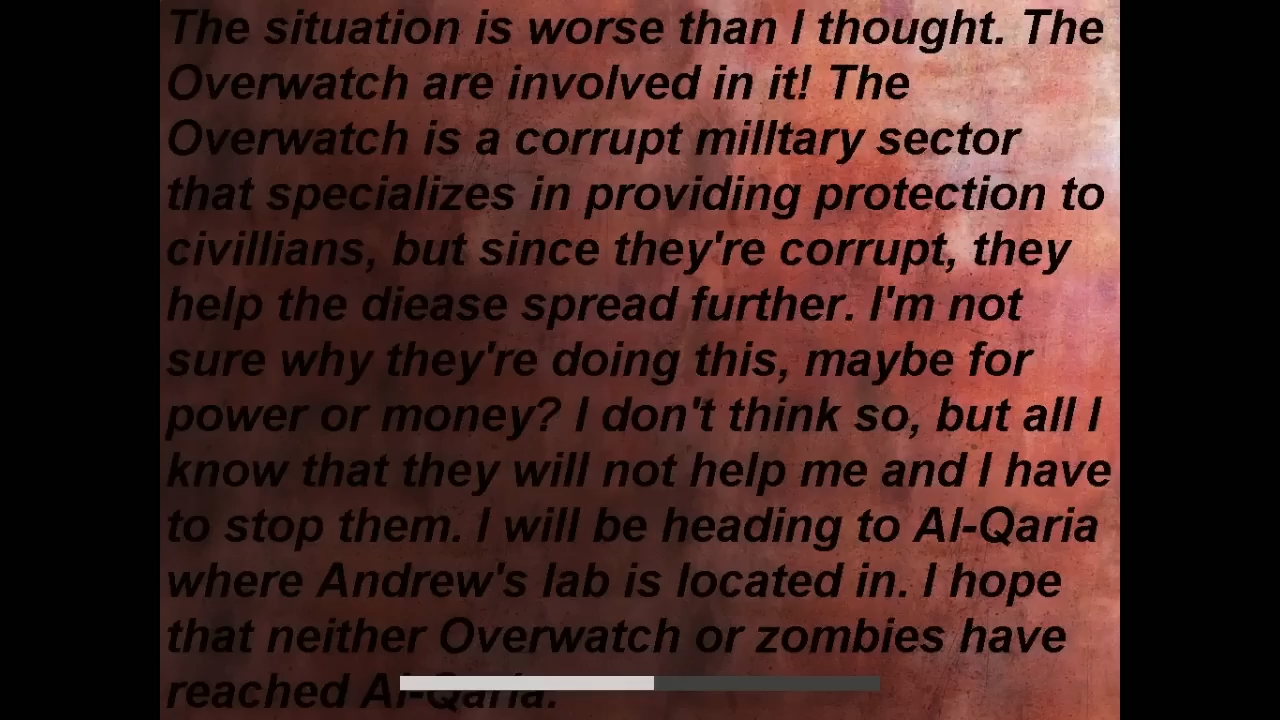 The situation is worse than I thought. The
Overwatch are involved in it! The
Overwatch is a corrupt military sector
that specializes in providing protection to
civillians, but since they're corrupt, they
help the diease spread further. I'm not
sure why they're doing this, maybe for
power or money? I don't think so, but all I
know that they will not help me and I have
to stop them. I will be heading to Al-Qaria
where Andrew's lab is located in. I hope
that neither Overwatch or zombies have
reached Al-Qaria.